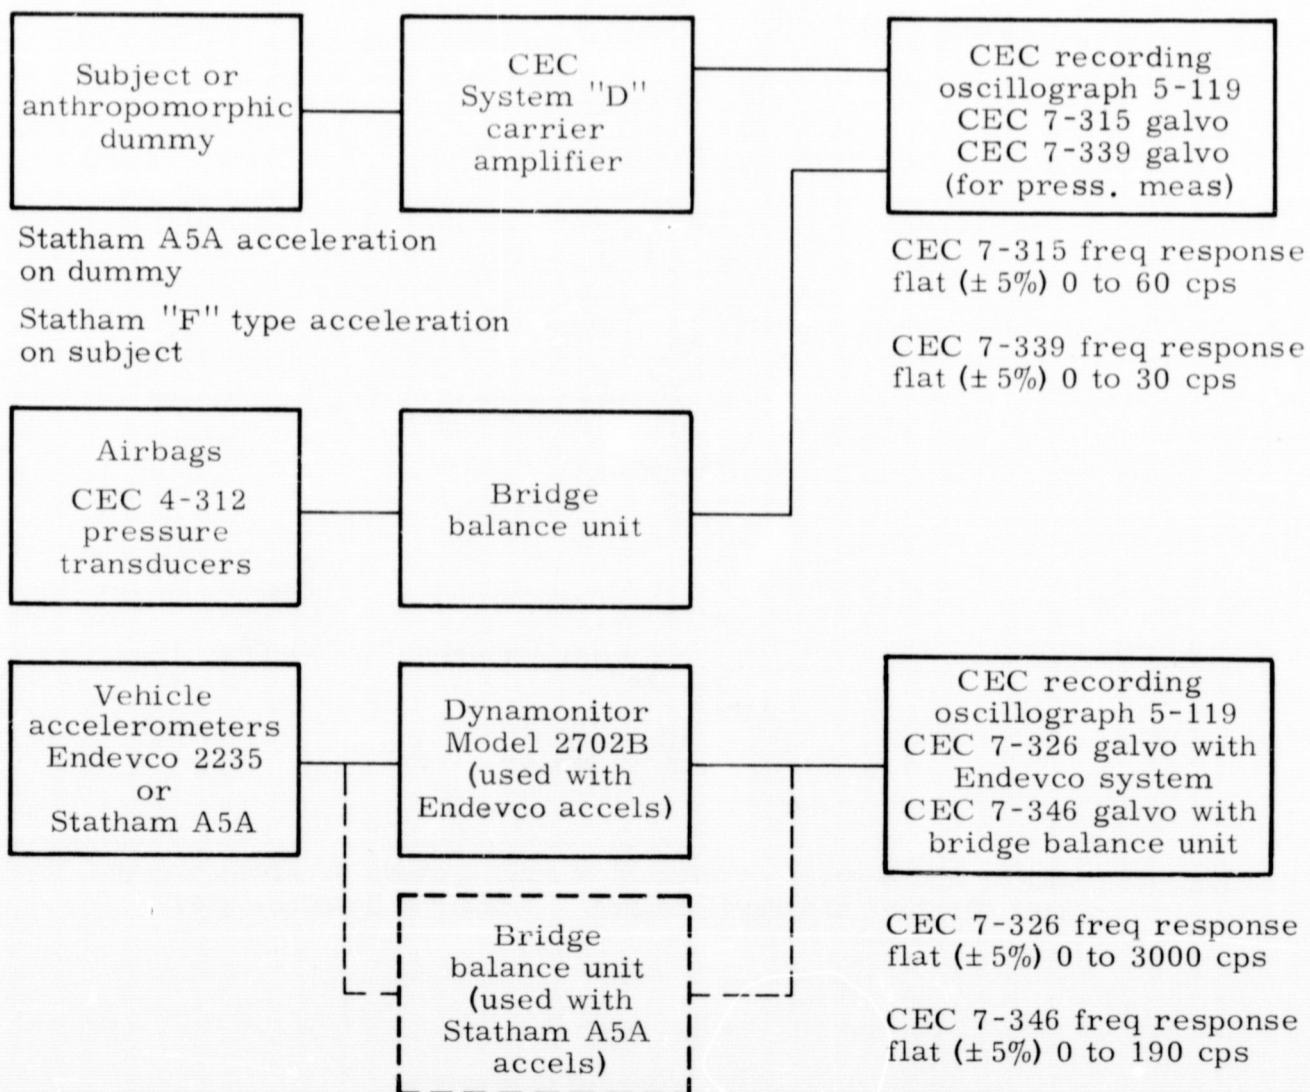 Subject or
anthropomorphic
dummy
CEC
System "D"
carrier
amplifier
CEC recording
oscillograph 5-119
CEC 7-315 galvo
CEC 7-339 galvo
(for press. meas)
Statham A5A acceleration
on dummy
Statham "F" type acceleration
on subject
CEC 7-315 freq response
flat (± 5%) 0 to 60 cps
CEC 7-339 freq response
flat (± 5%) 0 to 30 cps
Airbags
CEC 4-312
pressure
transducers
Bridge
balance unit
Vehicle
accelerometers
Endevco 2235
or
Statham A5A
Dynamonitor
Model 2702B
(used with
Endevco accels)
CEC recording
oscillograph 5-119
CEC 7-326 galvo with
Endevco system
CEC 7-346 galvo with
bridge balance unit
Bridge
balance unit
(used with
Statham A5A
accels)
CEC 7-326 freq response
flat (± 5%) 0 to 3000 cps
CEC 7-346 freq response
flat (± 5%) 0 to 190 cps